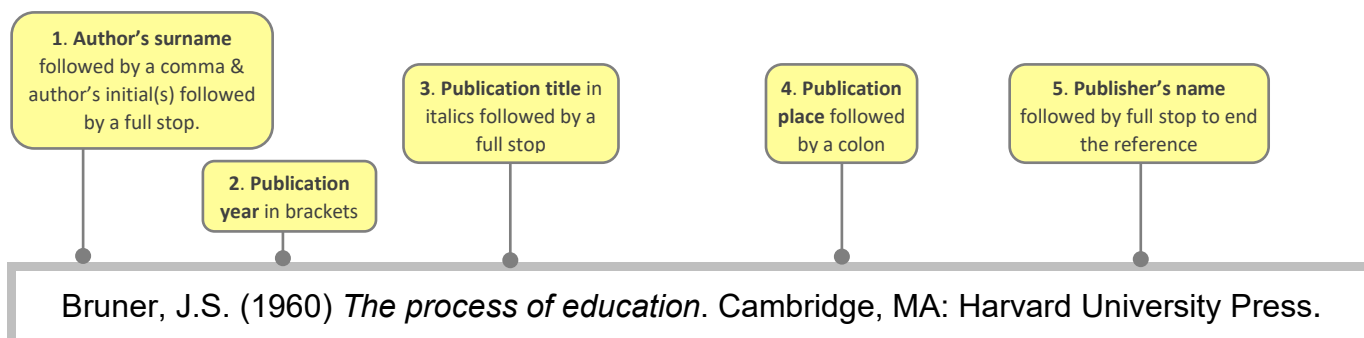 1. Author’s surname
followed by a comma &
author’s initial(s) followed
by a full stop.
2. Publication
year in brackets
3. Publication title in
italics followed by a
full stop
4. Publication
place followed
by a colon
5. Publisher’s name
followed by full stop to end
the reference
Bruner, J.S. (1960) The process of education. Cambridge, MA: Harvard University Press.